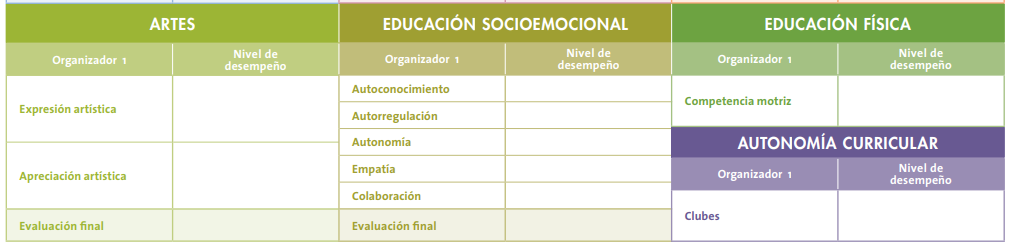 ARTES
Organizador 1
Nivel de
desempeño
Expresión artística
Apreciación artística
Evaluación final
EDUCACIÓN SOCIOEMOCIONAL
Organizador 1
Nivel de
desempeño
Autoconocimiento
Autorregulación
Autonomía
Empatía
Colaboración
Evaluación final
EDUCACIÓN FÍSICA
Organizador 1
Nivel de
desempeño
Competencia motriz
AUTONOMÍA CURRICULAR
Organizador 1
Nivel de
desempeño
Clubes